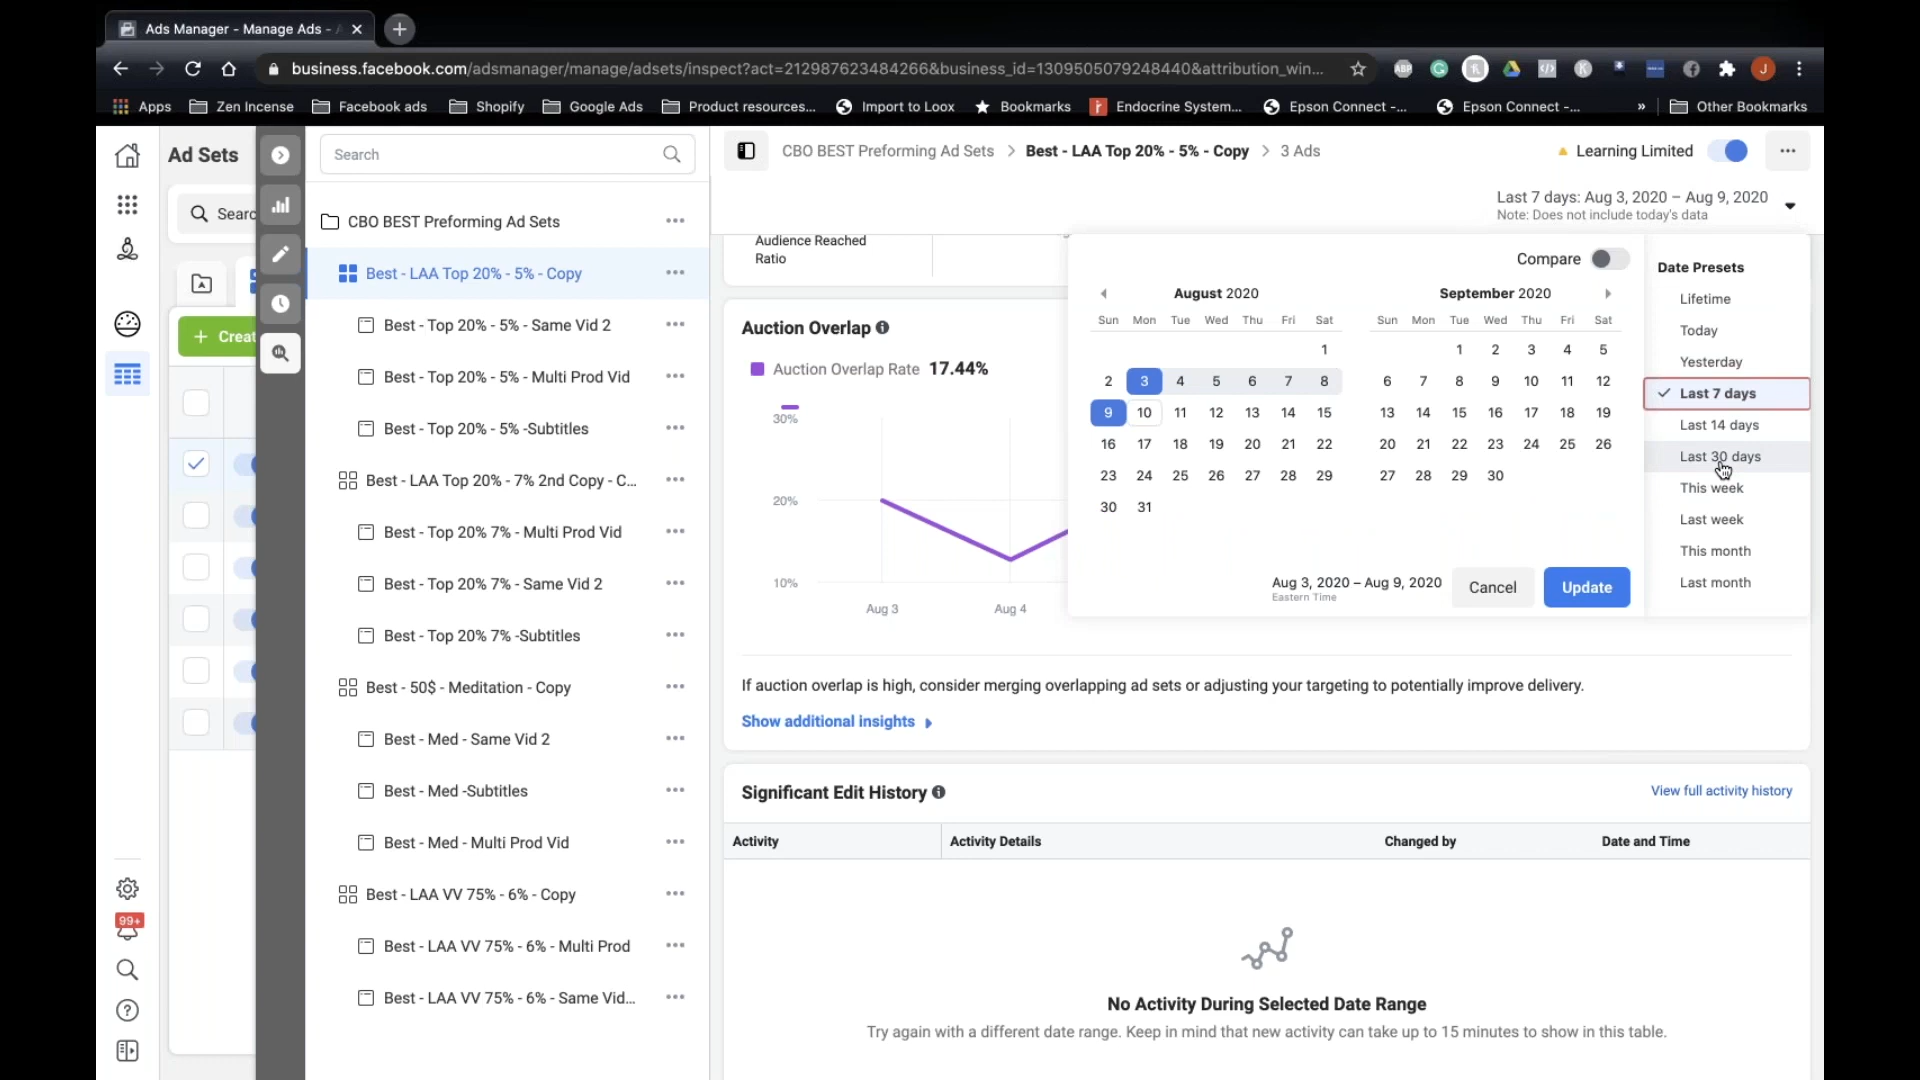 Ads Manager - Manage Ads -
business.facebook.com/adsmanager/manage/adsets/inspect?act=212987623484266&business_id=1309505079248440&attribution_win...
Apps
Zen Incense
Facebook ads
Shopify
Google Ads
Product resources...
Import to Loox
Bookmarks
Endocrine System...
Epson Connect -...
Epson Connect -...
»
Other Bookmarks
Ad Sets
Searc
Creat
99+
Search
CBO BEST Preforming Ad Sets
Best - LAA Top 20% - 5% - Copy
Best - Top 20% - 5% - Same Vid 2
Best - Top 20% - 5% - Multi Prod Vid
Best - Top 20% - 5% -Subtitles
Best - LAA Top 20% - 7% 2nd Copy - C...
Best - Top 20% 7% - Multi Prod Vid
Best - Top 20% 7% - Same Vid 2
Best - Top 20% 7% -Subtitles
Best - 50$ - Meditation - Copy
Best - Med - Same Vid 2
Best - Med -Subtitles
Best - Med - Multi Prod Vid
Best - LAA VV 75% - 6% - Copy
Best - LAA VV 75% - 6% - Multi Prod
Best - LAA VV 75% - 6% - Same Vid...
CBO BEST Preforming Ad Sets > Best - LAA Top 20% - 5% - Copy > 3 Ads
Learning Limited
Last 7 days: Aug 3, 2020 – Aug 9, 2020
Note: Does not include today's data
Audience Reached
Ratio
Auction Overlap
Auction Overlap Rate 17.44%
30%
20%
10%
Aug 3
Aug 4
Compare
August 2020
Sun Mon Tue Wed Thu Fri Sat
1
2 3 4 5 6 7 8
9 10 11 12 13 14 15
16 17 18 19 20 21 22
23 24 25 26 27 28 29
30 31
September 2020
Sun Mon Tue Wed Thu Fri Sat
1 2 3 4 5
6 7 8 9 10 11 12
13 14 15 16 17 18 19
20 21 22 23 24 25 26
27 28 29 30
Aug 3, 2020 – Aug 9, 2020
Eastern Time
Cancel
Update
Date Presets
Lifetime
Today
Yesterday
Last 7 days
Last 14 days
Last 30 days
This week
Last week
This month
Last month
If auction overlap is high, consider merging overlapping ad sets or adjusting your targeting to potentially improve delivery.
Show additional insights
Significant Edit History
View full activity history
Activity
Activity Details
Changed by
Date and Time
No Activity During Selected Date Range
Try again with a different date range. Keep in mind that new activity can take up to 15 minutes to show in this table.